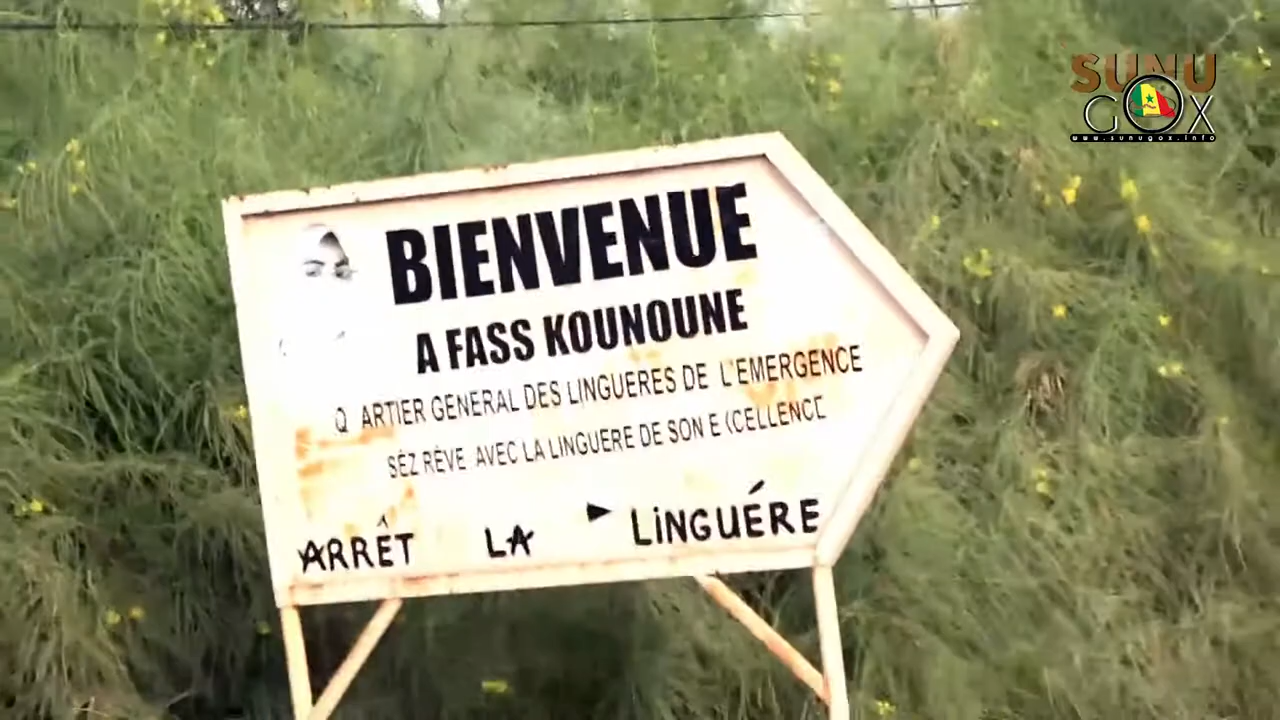 SUNU
GOX
www.sunugox.info
BIENVENUE
A FASS KOUNOUNE
Q ARTIER GENERAL DES LINGUERES DE L'EMERGENCE
SÉZ RÊVE AVEC LA LINGUERE DE SON E CELLENCE
ARRÊT LA LiNGUÉRE